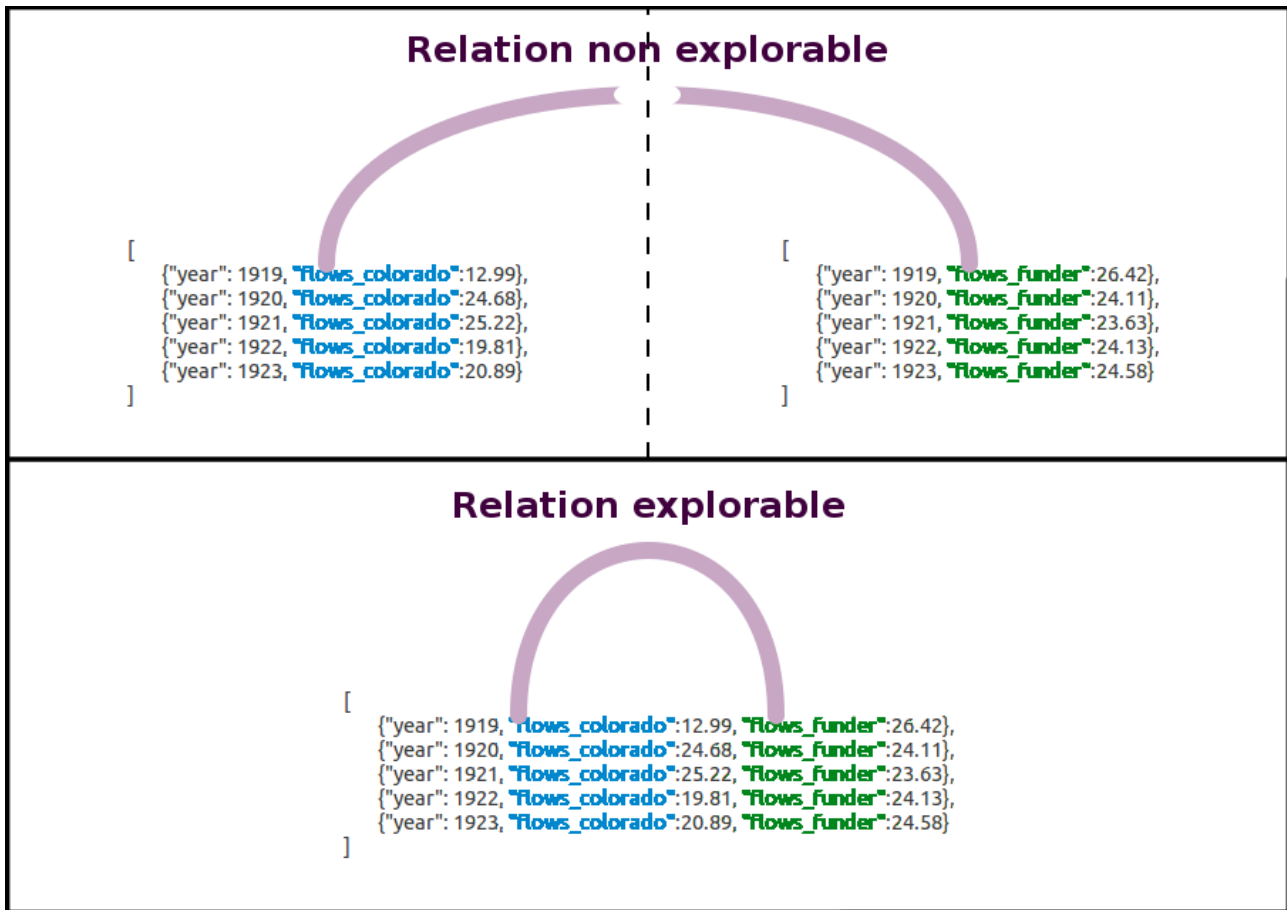 Relation non explorable
[
{"year": 1919, "flows_colorado":12.99},
{"year": 1920, "flows_colorado":24.68},
{"year": 1921, "flows_colorado":25.22},
{"year": 1922, "flows_colorado":19.81},
{"year": 1923, "flows_colorado":20.89}
]
[
{"year": 1919, "flows_funder":26.42},
{"year": 1920, "flows_funder":24.11},
{"year": 1921, "flows_funder":23.63},
{"year": 1922, "flows_funder":24.13},
{"year": 1923, "flows_funder":24.58}
]
Relation explorable
[
{"year": 1919, "flows_colorado":12.99, "flows_funder":26.42},
{"year": 1920, "flows_colorado":24.68, "flows_funder":24.11},
{"year": 1921, "flows_colorado":25.22, "flows_funder":23.63},
{"year": 1922, "flows_colorado":19.81, "flows_funder":24.13},
{"year": 1923, "flows_colorado":20.89, "flows_funder":24.58}
]